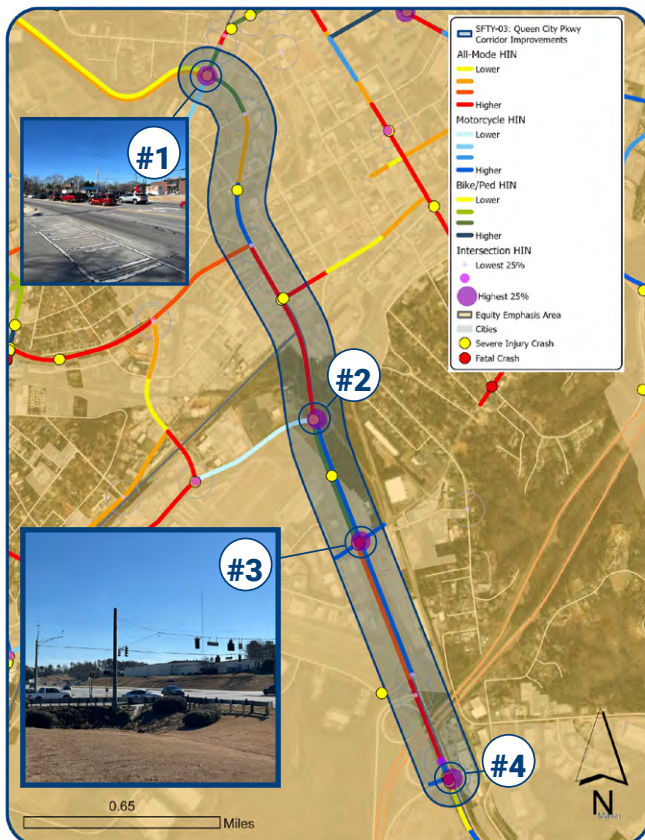 SFTY-03: Queen City Pkwy
Corridor Improvements
All-Mode HIN
Lower
Higher
Motorcycle HIN
Lower
Higher
Bike/Ped HIN
Lower
Higher
Intersection HIN
Lowest 25%
Highest 25%
Equity Emphasis Area
Cities
Severe Injury Crash
Fatal Crash
#1
#2
#3
#4
0.65
Miles
N